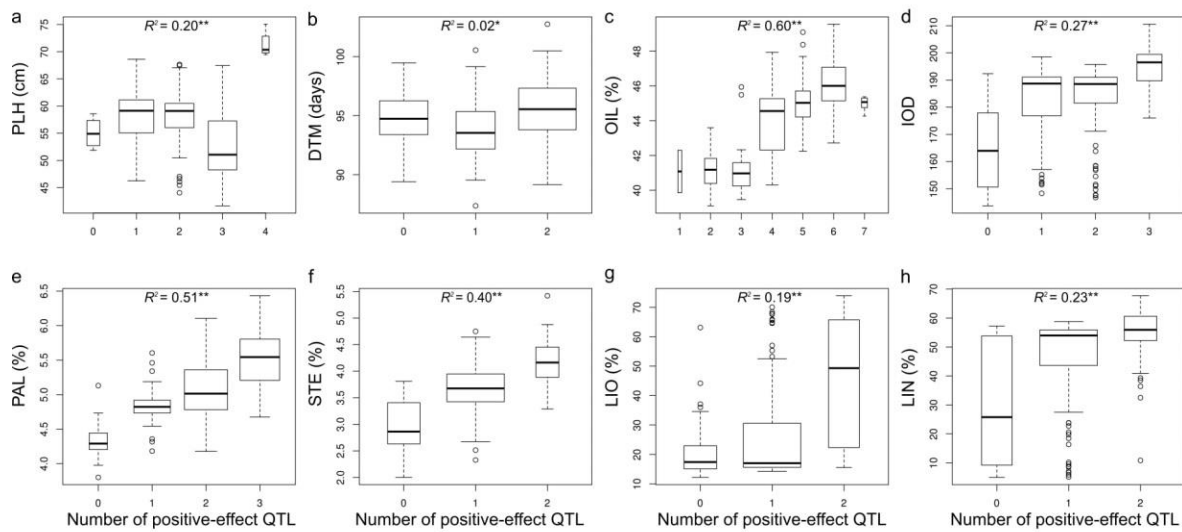 a
R² = 0.20**
PLH (cm)
75
70
65
60
55
50
45
0 1 2 3 4
b
R² = 0.02*
DTM (days)
100
95
90
0 1 2
c
R² = 0.60**
OIL (%)
48
46
44
42
40
1 2 3 4 5 6 7
d
R² = 0.27**
IOD
210
200
190
180
170
160
150
0 1 2 3
e
R² = 0.51**
PAL (%)
6.5
6.0
5.5
5.0
4.5
4.0
0 1 2 3
Number of positive-effect QTL
f
R² = 0.40**
STE (%)
5.5
5.0
4.5
4.0
3.5
3.0
2.5
2.0
0 1 2
Number of positive-effect QTL
g
R² = 0.19**
LIO (%)
70
60
50
40
30
20
10
0 1 2
Number of positive-effect QTL
h
R² = 0.23**
LIN (%)
70
60
50
40
30
20
10
0 1 2
Number of positive-effect QTL